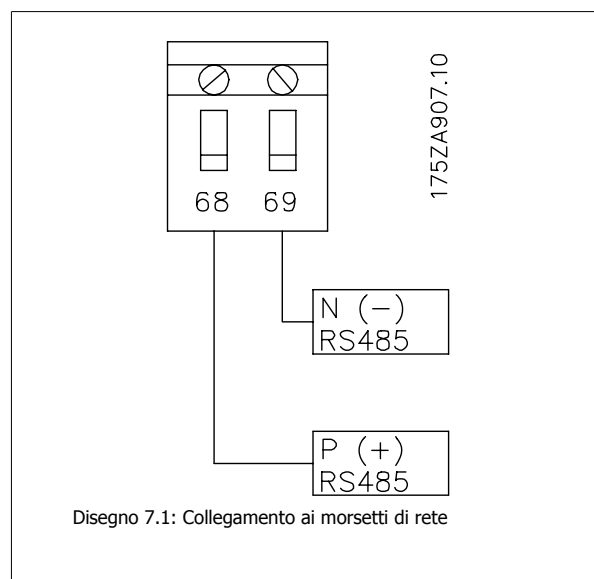 175ZA907.10
68 69
N (-)
RS485
P (+)
RS485
Disegno 7.1: Collegamento ai morsetti di rete